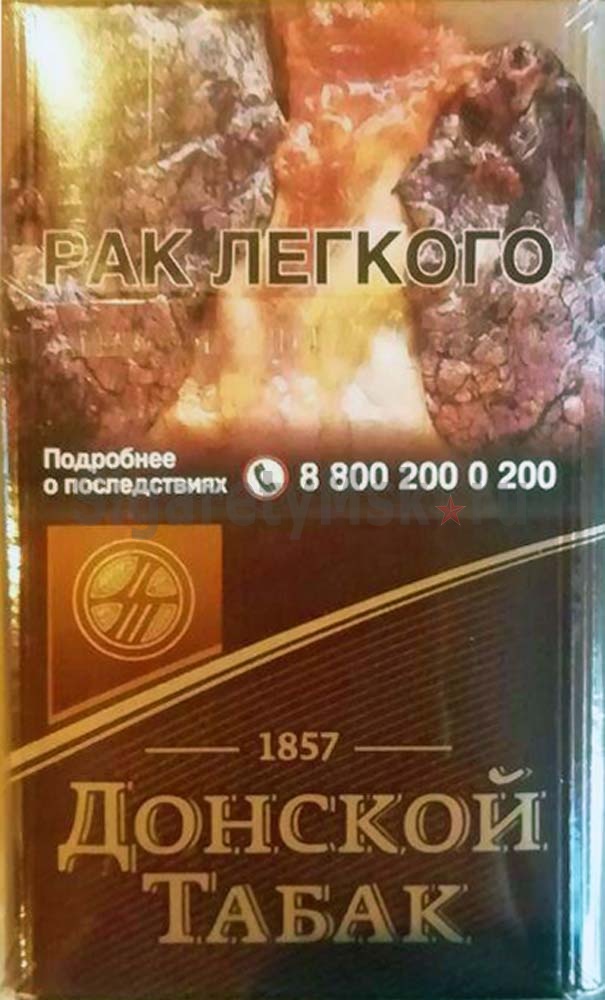 РАК ЛЕГКОГО
Подробнее
о последствиях
8 800 200 0 200
1857
ДОНСКОЙ
ТАБАК